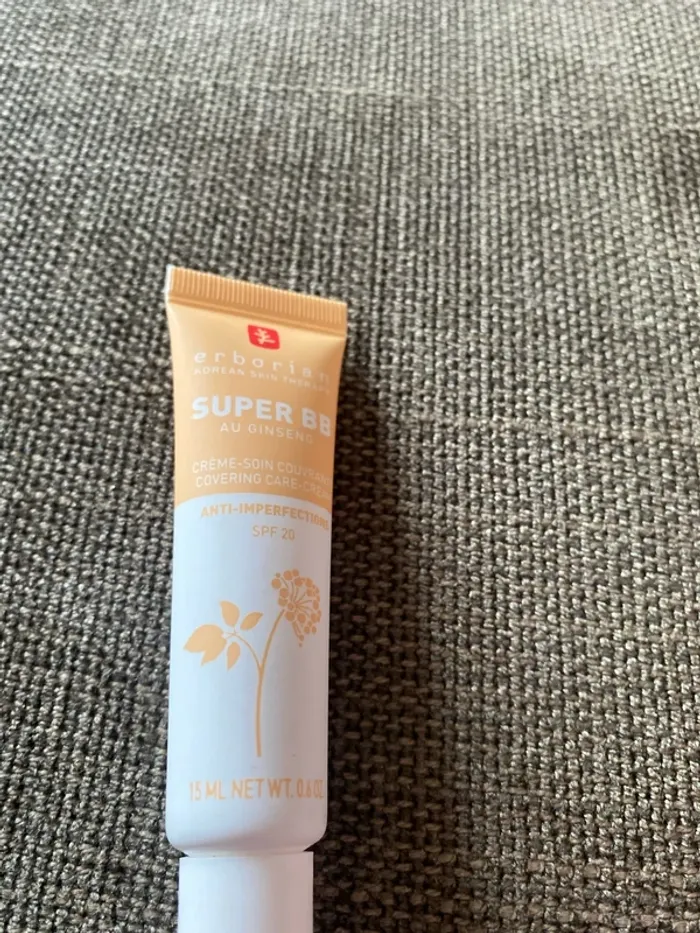 erborian
KOREAN SKIN THERAPY
SUPER BB
AU GINSENG
CRÈME-SOIN COUVRANTE
COVERING CARE-CREAM
ANTI-IMPERFECTIONS
SPF 20
15 ML NET WT. 0.6 OZ